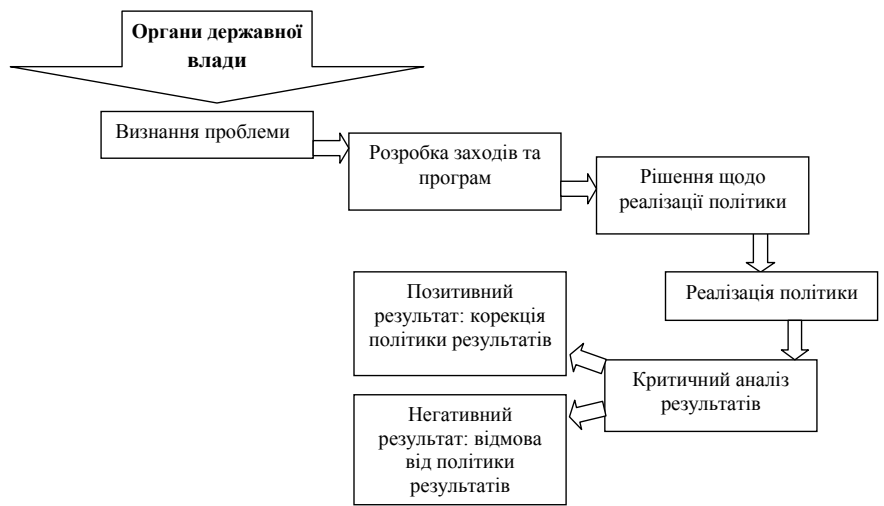 Органи державної
влади
Визнання проблеми
Розробка заходів та
програм
Рішення щодо
реалізації політики
Реалізація політики
Критичний аналіз
результатів
Позитивний
результат: корекція
політики результатів
Негативний
результат: відмова
від політики
результатів